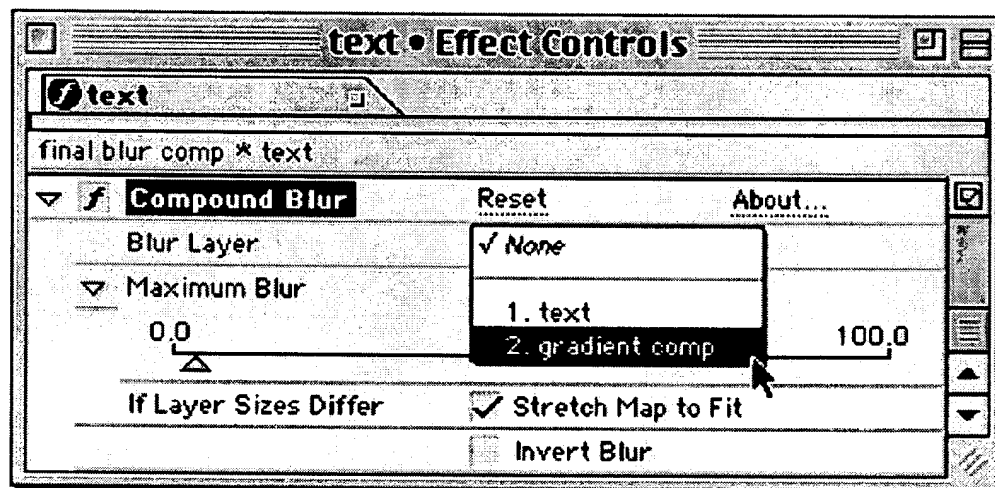 text • Effect Controls
text
final blur comp * text
Compound Blur Reset About...
Blur Layer √ None
Maximum Blur
1. text
0.0 2. gradient comp 100.0
If Layer Sizes Differ Stretch Map to Fit
Invert Blur